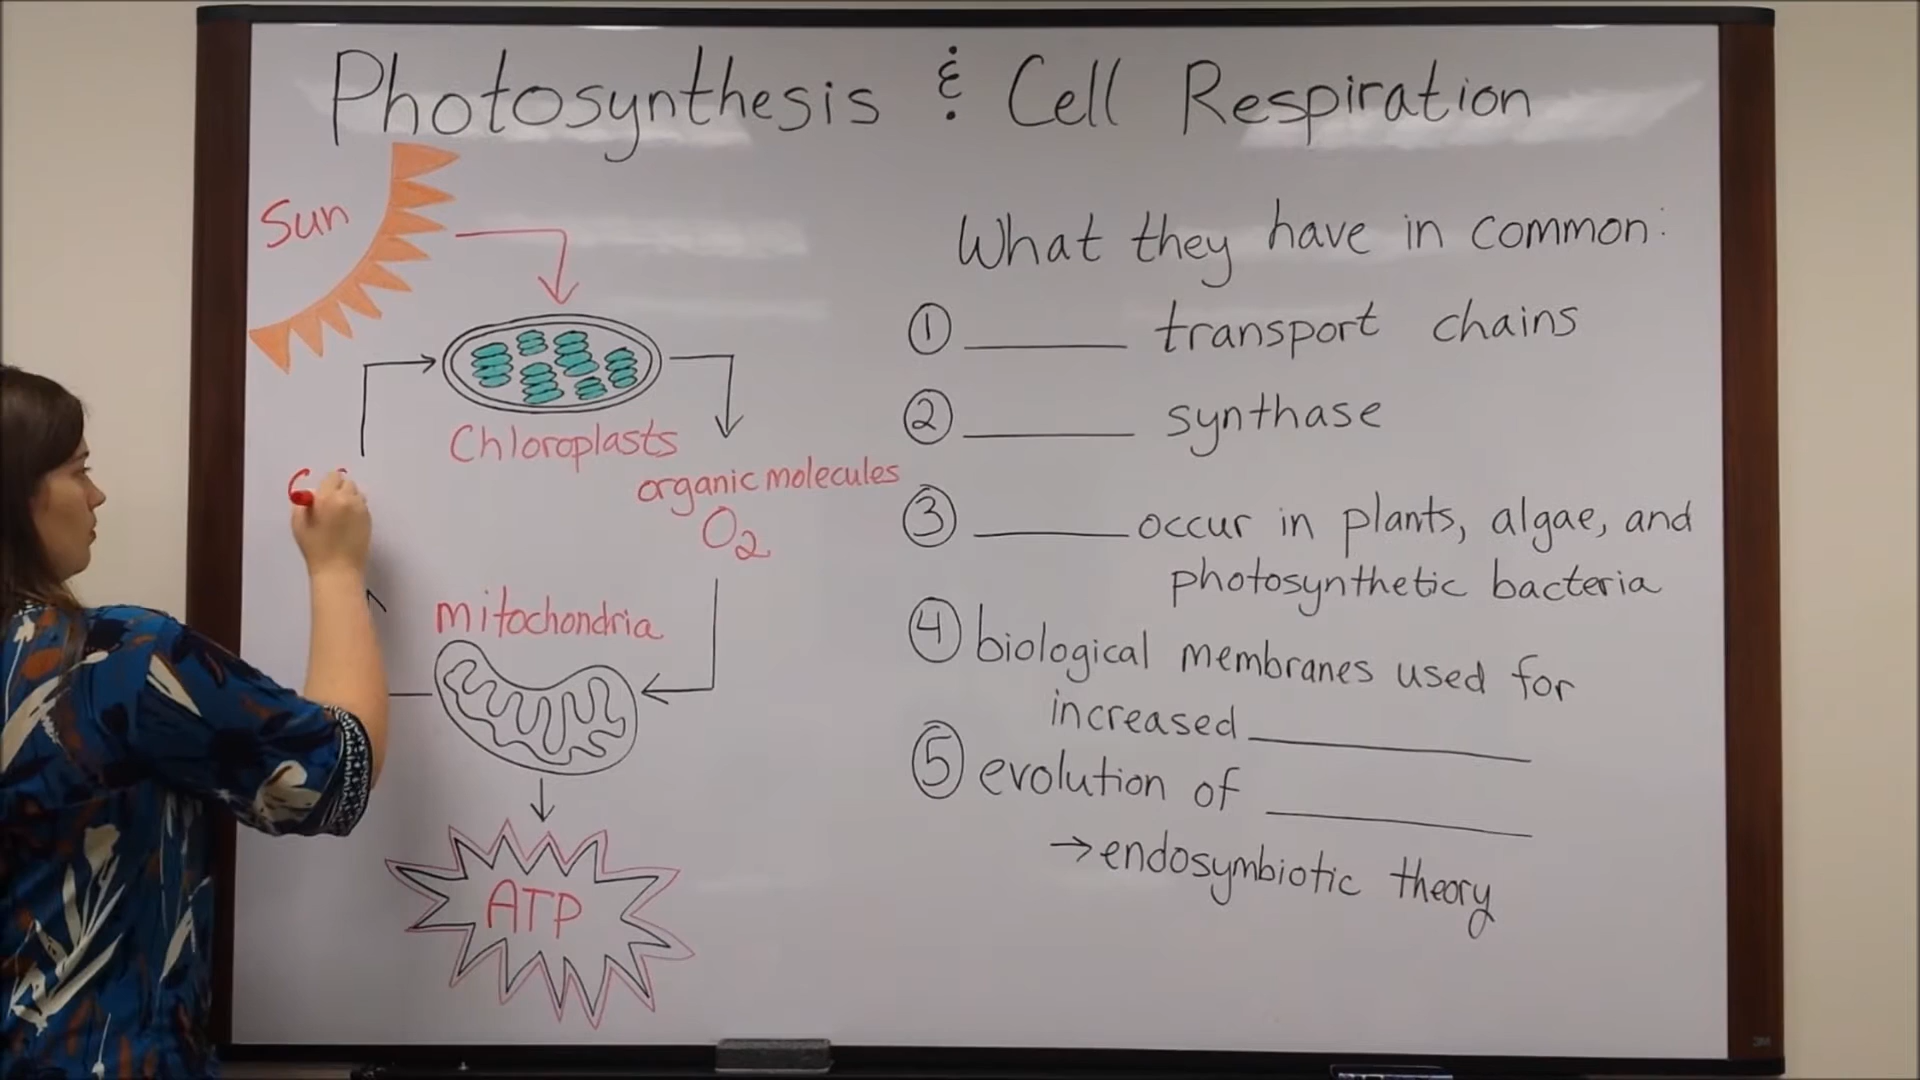 Photosynthesis & Cell Respiration
Sun
What they have in common:
① ______ transport chains
② ______ synthase
Chloroplasts
organic molecules
O2
③ ______ occur in plants, algae, and
photosynthetic bacteria
mitochondria
④ biological membranes used for
increased ______
⑤ evolution of ______
→ endosymbiotic theory
ATP
3M